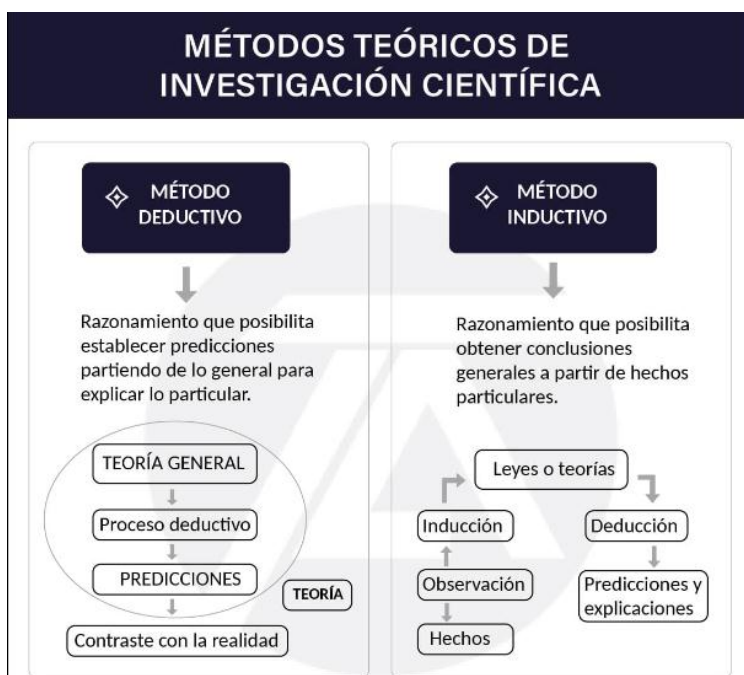 MÉTODOS TEÓRICOS DE
INVESTIGACIÓN CIENTÍFICA
MÉTODO
DEDUCTIVO
Razonamiento que posibilita
establecer predicciones
partiendo de lo general para
explicar lo particular.
TEORÍA GENERAL
Proceso deductivo
PREDICCIONES
TEORÍA
Contraste con la realidad
MÉTODO
INDUCTIVO
Razonamiento que posibilita
obtener conclusiones
generales a partir de hechos
particulares.
Leyes o teorías
Inducción
Deducción
Observación
Predicciones y
explicaciones
Hechos